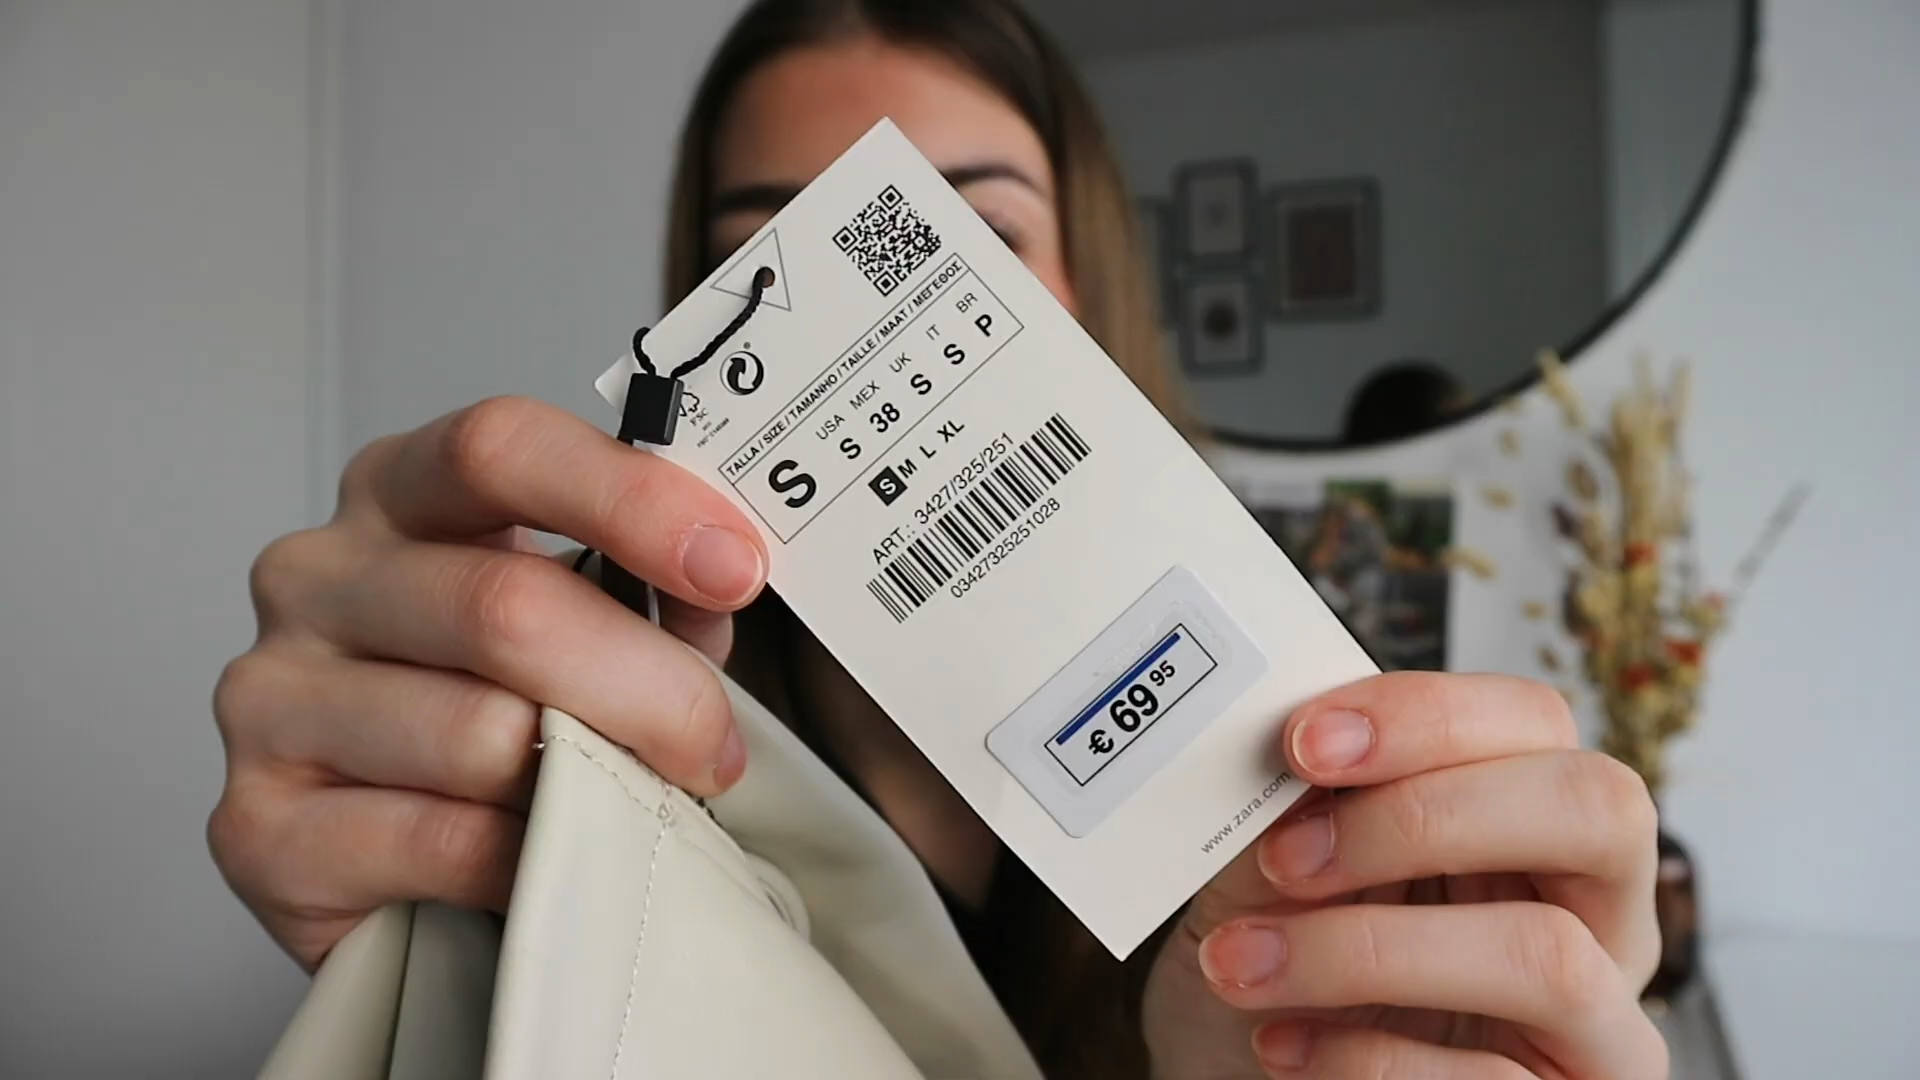 TALLA / SIZE / TAMANHO / TAILLE / MAAT / ΜΕΓΕΘΟΣ
USA MEX UK IT BR
S S 38 S S P
S M L XL
ART.: 3427/325/251
03427325251028
€ 69 95
www.zara.com
FSC